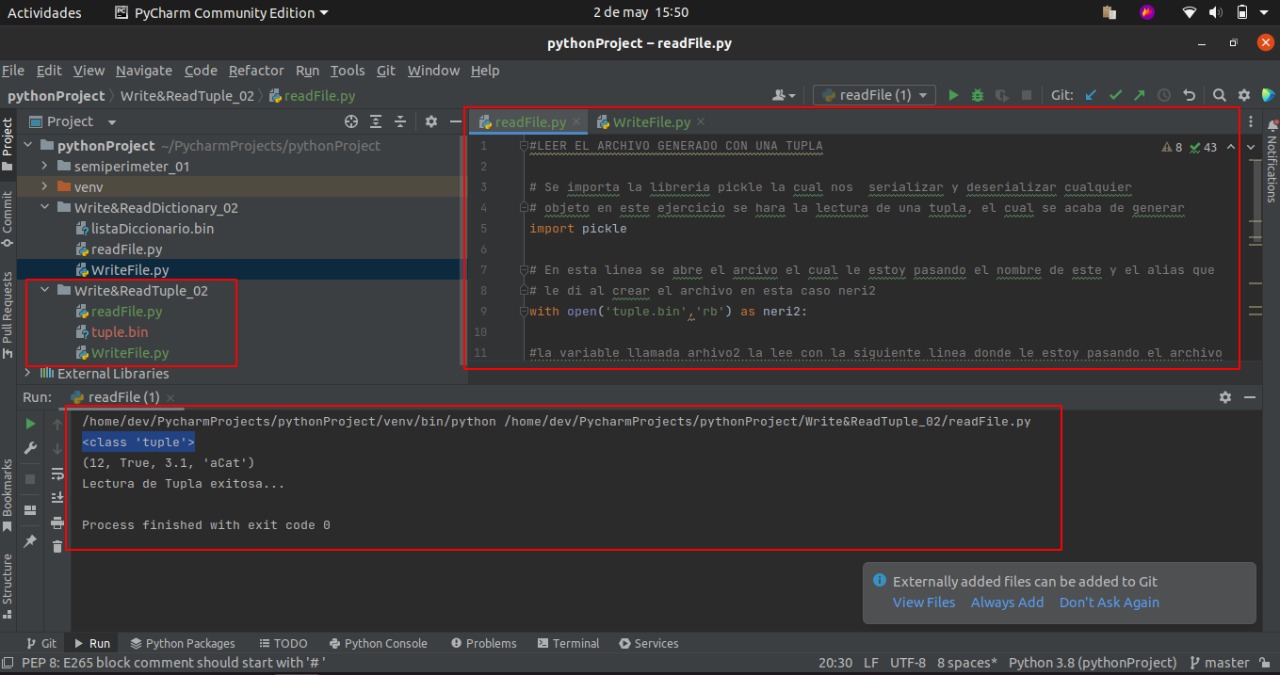 Actividades PyCharm Community Edition 2 de may 15:50
pythonProject – readFile.py
File Edit View Navigate Code Refactor Run Tools Git Window Help
pythonProject Write&ReadTuple_02 readFile.py readFile (1) Git:
Project
Project
readFile.py WriteFile.py
pythonProject ~/PycharmProjects/pythonProject
semiperimeter_01
venv
Write&ReadDictionary_02
listaDiccionario.bin
readFile.py
WriteFile.py
Write&ReadTuple_02
readFile.py
tuple.bin
WriteFile.py
External Libraries
Commit
Pull Requests
Notifications
8 43
1 #LEER EL ARCHIVO GENERADO CON UNA TUPLA
2
3 # Se importa la libreria pickle la cual nos  serializar y deserializar cualquier
4 # objeto en este ejercicio se hara la lectura de una tupla, el cual se acaba de generar
5 import pickle
6
7 # En esta linea se abre el arcivo el cual le estoy pasando el nombre de este y el alias que
8 # le di al crear el archivo en esta caso neri2
9 with open('tuple.bin','rb') as neri2:
10
11 #la variable llamada arhivo2 la lee con la siguiente linea donde le estoy pasando el archivo
Run: readFile (1)
/home/dev/PycharmProjects/pythonProject/venv/bin/python /home/dev/PycharmProjects/pythonProject/Write&ReadTuple_02/readFile.py
<class 'tuple'>
(12, True, 3.1, 'aCat')
Lectura de Tupla exitosa...
Process finished with exit code 0
Bookmarks
Structure
Externally added files can be added to Git
View Files Always Add Don't Ask Again
Git Run Python Packages TODO Python Console Problems Terminal Services
PEP 8: E265 block comment should start with '# ' 20:30 LF UTF-8 8 spaces* Python 3.8 (pythonProject) master